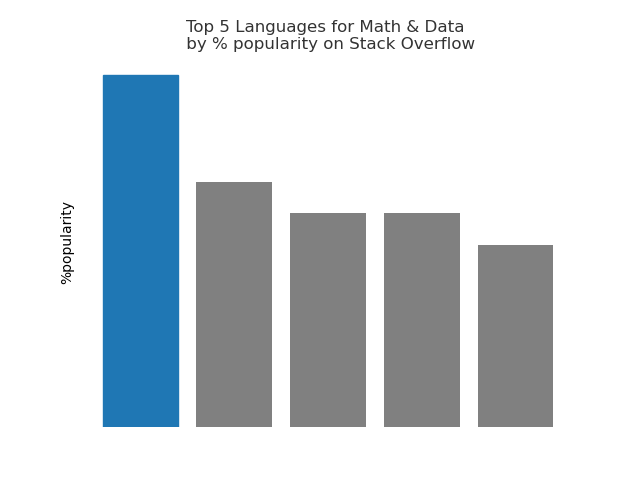 Top 5 Languages for Math & Data
by % popularity on Stack Overflow
%popularity